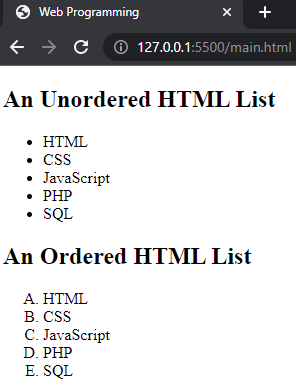 Web Programming
127.0.0.1:5500/main.html
An Unordered HTML List
• HTML
• CSS
• JavaScript
• PHP
• SQL
An Ordered HTML List
A. HTML
B. CSS
C. JavaScript
D. PHP
E. SQL